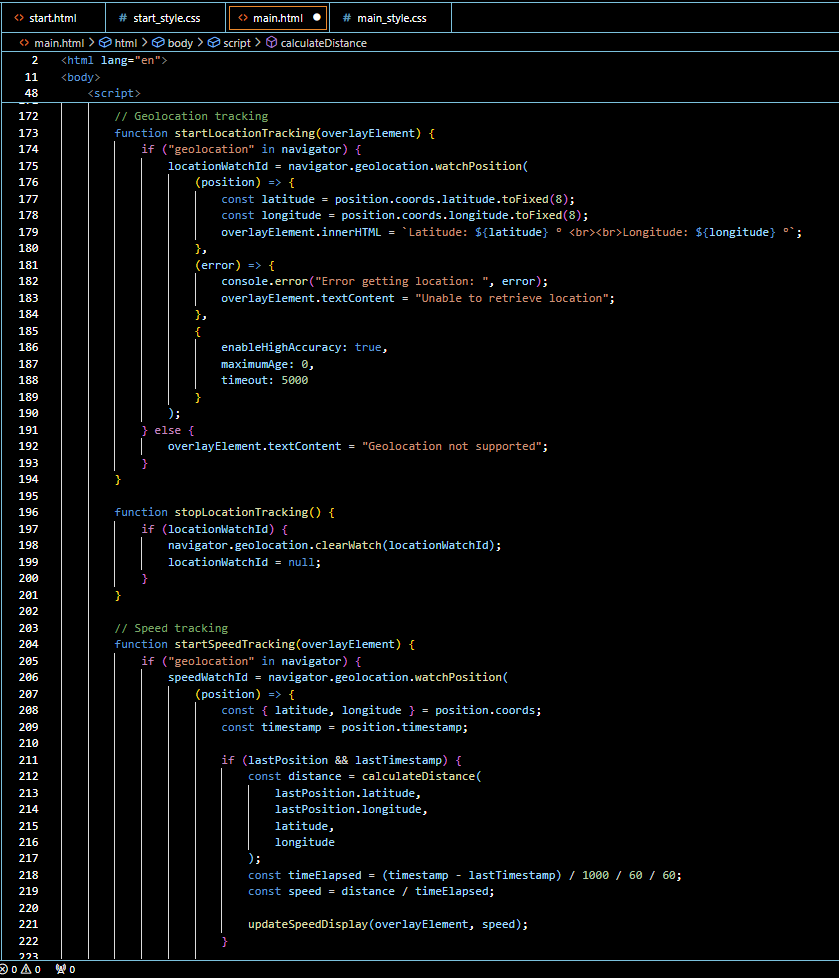 start.html
# start_style.css
main.html
# main_style.css
main.html > html > body > script > calculateDistance
2 <html lang="en">
11 <body>
48 <script>
172 // Geolocation tracking
173 function startLocationTracking(overlayElement) {
174 if ("geolocation" in navigator) {
175 locationWatchId = navigator.geolocation.watchPosition(
176 (position) => {
177 const latitude = position.coords.latitude.toFixed(8);
178 const longitude = position.coords.longitude.toFixed(8);
179 overlayElement.innerHTML = `Latitude: ${latitude} ° <br><br>Longitude: ${longitude} °`;
180 },
181 (error) => {
182 console.error("Error getting location: ", error);
183 overlayElement.textContent = "Unable to retrieve location";
184 },
185 {
186 enableHighAccuracy: true,
187 maximumAge: 0,
188 timeout: 5000
189 }
190 );
191 } else {
192 overlayElement.textContent = "Geolocation not supported";
193 }
194 }
195
196 function stopLocationTracking() {
197 if (locationWatchId) {
198 navigator.geolocation.clearWatch(locationWatchId);
199 locationWatchId = null;
200 }
201 }
202
203 // Speed tracking
204 function startSpeedTracking(overlayElement) {
205 if ("geolocation" in navigator) {
206 speedWatchId = navigator.geolocation.watchPosition(
207 (position) => {
208 const { latitude, longitude } = position.coords;
209 const timestamp = position.timestamp;
210
211 if (lastPosition && lastTimestamp) {
212 const distance = calculateDistance(
213 lastPosition.latitude,
214 lastPosition.longitude,
215 latitude,
216 longitude
217 );
218 const timeElapsed = (timestamp - lastTimestamp) / 1000 / 60 / 60;
219 const speed = distance / timeElapsed;
220
221 updateSpeedDisplay(overlayElement, speed);
222 }
223
0 0 0